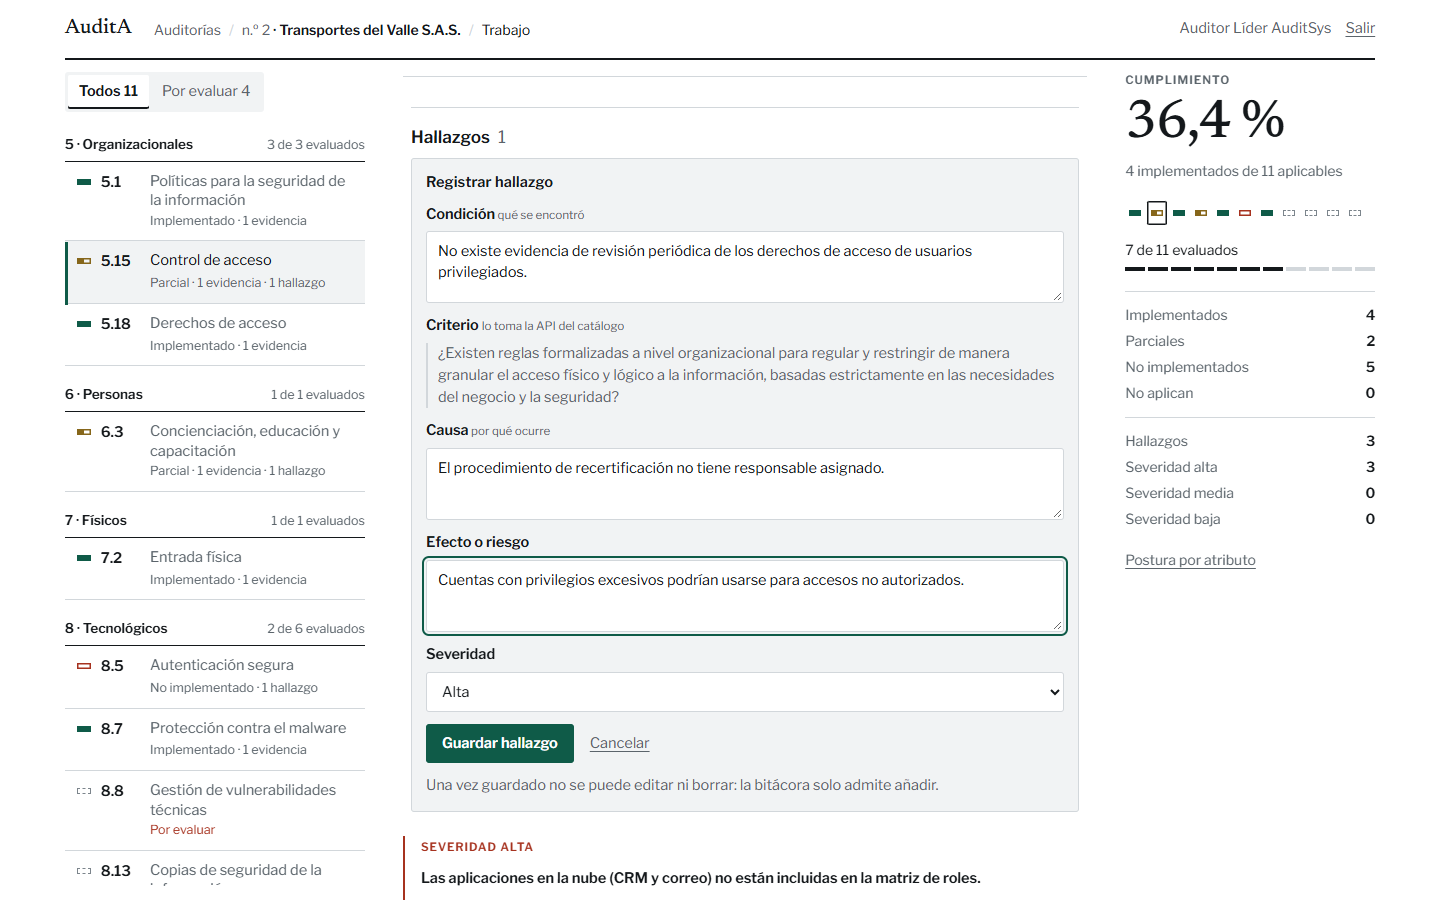 AuditA
Auditorías / n.º 2 · Transportes del Valle S.A.S. / Trabajo
Auditor Líder AuditSys Salir
Todos 11 Por evaluar 4
5 · Organizacionales 3 de 3 evaluados
5.1 Políticas para la seguridad de
la información
Implementado · 1 evidencia
5.15 Control de acceso
Parcial · 1 evidencia · 1 hallazgo
5.18 Derechos de acceso
Implementado · 1 evidencia
6 · Personas 1 de 1 evaluados
6.3 Concienciación, educación y
capacitación
Parcial · 1 evidencia · 1 hallazgo
7 · Físicos 1 de 1 evaluados
7.2 Entrada física
Implementado · 1 evidencia
8 · Tecnológicos 2 de 6 evaluados
8.5 Autenticación segura
No implementado · 1 hallazgo
8.7 Protección contra el malware
Implementado · 1 evidencia
8.8 Gestión de vulnerabilidades
técnicas
Por evaluar
8.13 Copias de seguridad de la
Hallazgos 1
Registrar hallazgo
Condición qué se encontró
No existe evidencia de revisión periódica de los derechos de acceso de usuarios
privilegiados.
Criterio lo toma la API del catálogo
¿Existen reglas formalizadas a nivel organizacional para regular y restringir de manera
granular el acceso físico y lógico a la información, basadas estrictamente en las necesidades
del negocio y la seguridad?
Causa por qué ocurre
El procedimiento de recertificación no tiene responsable asignado.
Efecto o riesgo
Cuentas con privilegios excesivos podrían usarse para accesos no autorizados.
Severidad
Alta
Guardar hallazgo Cancelar
Una vez guardado no se puede editar ni borrar: la bitácora solo admite añadir.
SEVERIDAD ALTA
Las aplicaciones en la nube (CRM y correo) no están incluidas en la matriz de roles.
CUMPLIMIENTO
36,4 %
4 implementados de 11 aplicables
7 de 11 evaluados
Implementados 4
Parciales 2
No implementados 5
No aplican 0
Hallazgos 3
Severidad alta 3
Severidad media 0
Severidad baja 0
Postura por atributo